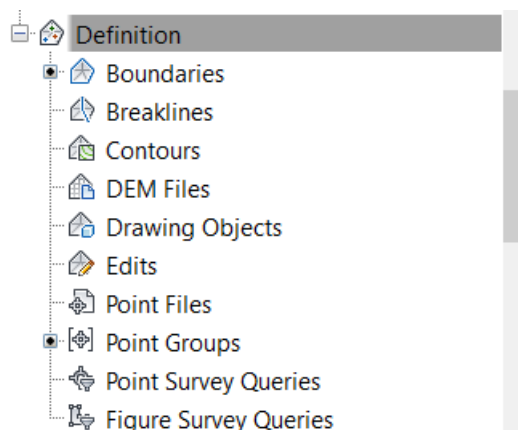 Definition
Boundaries
Breaklines
Contours
DEM Files
Drawing Objects
Edits
Point Files
Point Groups
Point Survey Queries
Figure Survey Queries